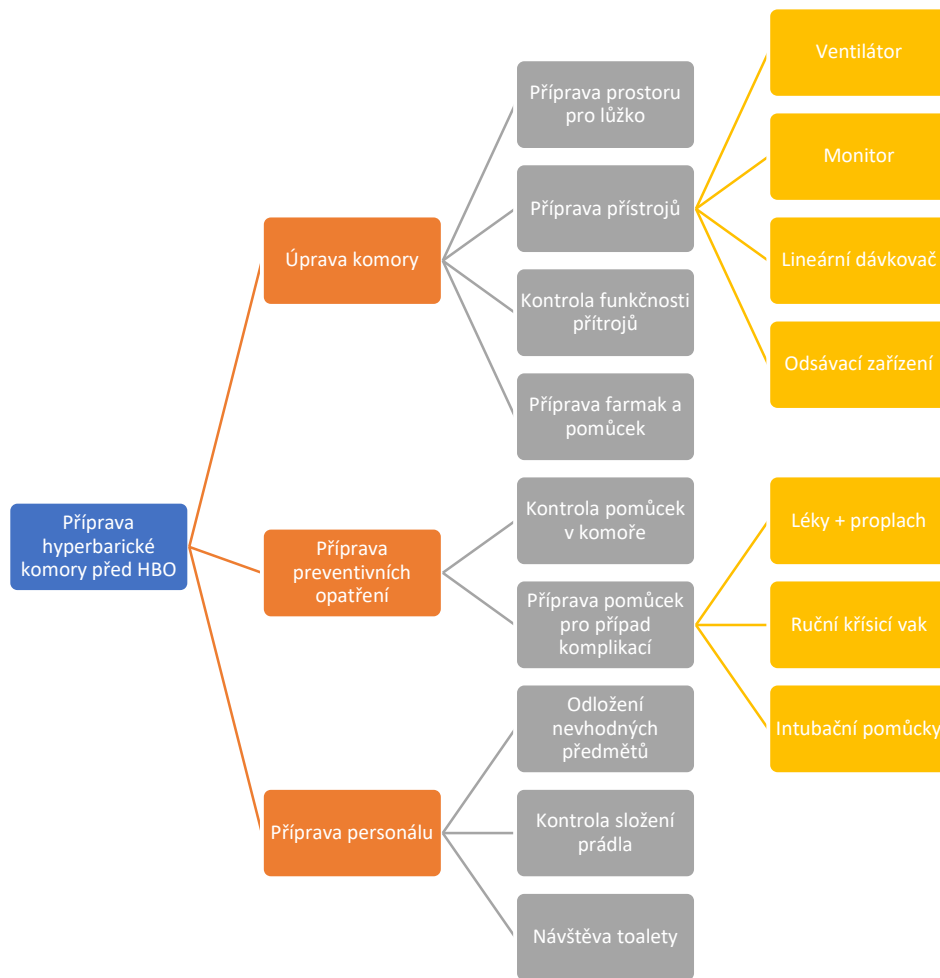 Příprava
hyperbarické
komory před HBO
Úprava komory
Příprava prostoru
pro lůžko
Příprava přístrojů
Ventilátor
Monitor
Lineární dávkovač
Odsávací zařízení
Kontrola funkčnosti
přítrojů
Příprava farmak a
pomůcek
Příprava
preventivních
opatření
Kontrola pomůcek
v komoře
Příprava pomůcek
pro případ
komplikací
Léky + proplach
Ruční křísicí vak
Intubační pomůcky
Příprava personálu
Odložení
nevhodných
předmětů
Kontrola složení
prádla
Návštěva toalety